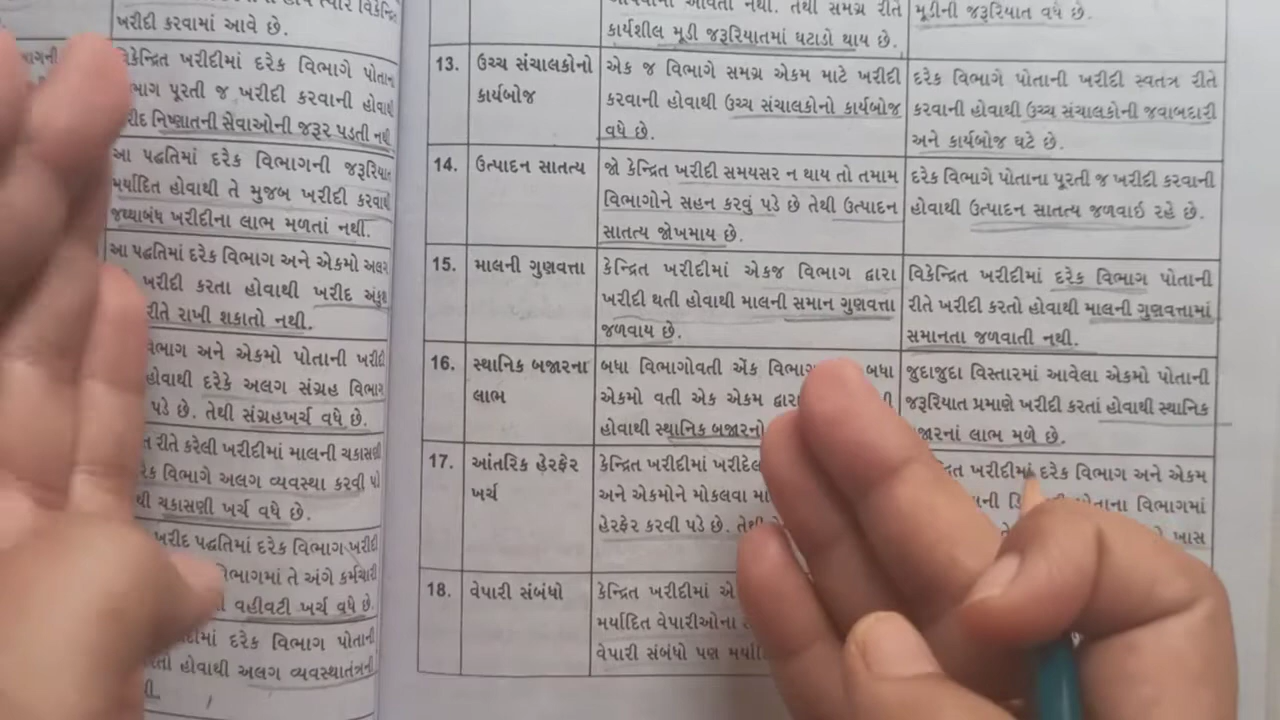 ખરીદી કરવામાં આવે છે.
વિકેન્દ્રિત ખરીદીમાં દરેક વિભાગે
પૂરતી જ ખરીદી કરવાની હોવાથી
નિષ્ણાતની સેવાઓની જરૂર પડતી નથી
આ પદ્ધતિમાં દરેક વિભાગની જરૂરિયાત
મર્યાદિત હોવાથી તે મુજબ ખરીદી કરવાથી
જથ્થાબંધ ખરીદીના લાભ મળતાં નથી.
આ પદ્ધતિમાં દરેક વિભાગ અને એકમો અલગ
ખરીદી કરતા હોવાથી ખરીદ અંકુશ
રીતે રાખી શકાતો નથી.
વિભાગ અને એકમો પોતાની ખરીદી
હોવાથી દરેકે અલગ સંગ્રહ વિભાગ
પડે છે. તેથી સંગ્રહખર્ચ વધે છે.
રીતે કરેલી ખરીદીમાં માલની ચકાસણી
વિભાગે અલગ વ્યવસ્થા કરવી
ચકાસણી ખર્ચ વધે છે.
ખરીદ પદ્ધતિમાં દરેક વિભાગ ખરીદી
તે અંગે કર્મચારી
વહીવટી ખર્ચ વધે છે.
દરેક વિભાગ પોતાની
હોવાથી અલગ વ્યવસ્થાતંત્રની
નથી. તેથી સમગ્ર રીતે
કાર્યશીલ મૂડી જરૂરિયાતમાં ઘટાડો થાય છે.
મૂડીની જરૂરિયાત વધે છે.
13. ઉચ્ચ સંચાલકોનો
કાર્યબોજ
એક જ વિભાગે સમગ્ર એકમ માટે ખરીદી
કરવાની હોવાથી ઉચ્ચ સંચાલકોનો કાર્યબોજ
વધે છે.
દરેક વિભાગે પોતાની ખરીદી સ્વતત્ર રીતે
કરવાની હોવાથી ઉચ્ચ સંચાલકોની જવાબદારી
અને કાર્યબોજ ઘટે છે.
14. ઉત્પાદન સાતત્ય
જો કેન્દ્રિત ખરીદી સમયસર ન થાય તો તમામ
વિભાગોને સહન કરવું પડે છે તેથી ઉત્પાદન
સાતત્ય જોખમાય છે.
દરેક વિભાગે પોતાના પૂરતી જ ખરીદી કરવાની
હોવાથી ઉત્પાદન સાતત્ય જળવાઈ રહે છે.
15. માલની ગુણવત્તા
કેન્દ્રિત ખરીદીમાં એકજ વિભાગ દ્વારા
ખરીદી થતી હોવાથી માલની સમાન ગુણવત્તા
જળવાય છે.
વિકેન્દ્રિત ખરીદીમાં દરેક વિભાગ પોતાની
રીતે ખરીદી કરતો હોવાથી માલની ગુણવત્તામાં
સમાનતા જળવાતી નથી.
16. સ્થાનિક બજારના
લાભ
બધા વિભાગોવતી એક વિભાગ બધા
એકમો વતી એક એકમ દ્વારા
હોવાથી સ્થાનિક બજારનો
જુદાજુદા વિસ્તારમાં આવેલા એકમો પોતાની
જરૂરિયાત પ્રમાણે ખરીદી કરતાં હોવાથી સ્થાનિક
બજારનાં લાભ મળે છે.
17. આંતરિક હેરફેર
ખર્ચ
કેન્દ્રિત ખરીદીમાં
અને એકમોને મોકલવા
હેરફેર કરવી પડે છે.
ખરીદીમાં દરેક વિભાગ અને એકમ
પોતાના વિભાગમાં
ખાસ
18. વેપારી સંબંધો
કેન્દ્રિત ખરીદીમાં
મર્યાદિત વેપારીઓના
વેપારી સંબંધો પણ